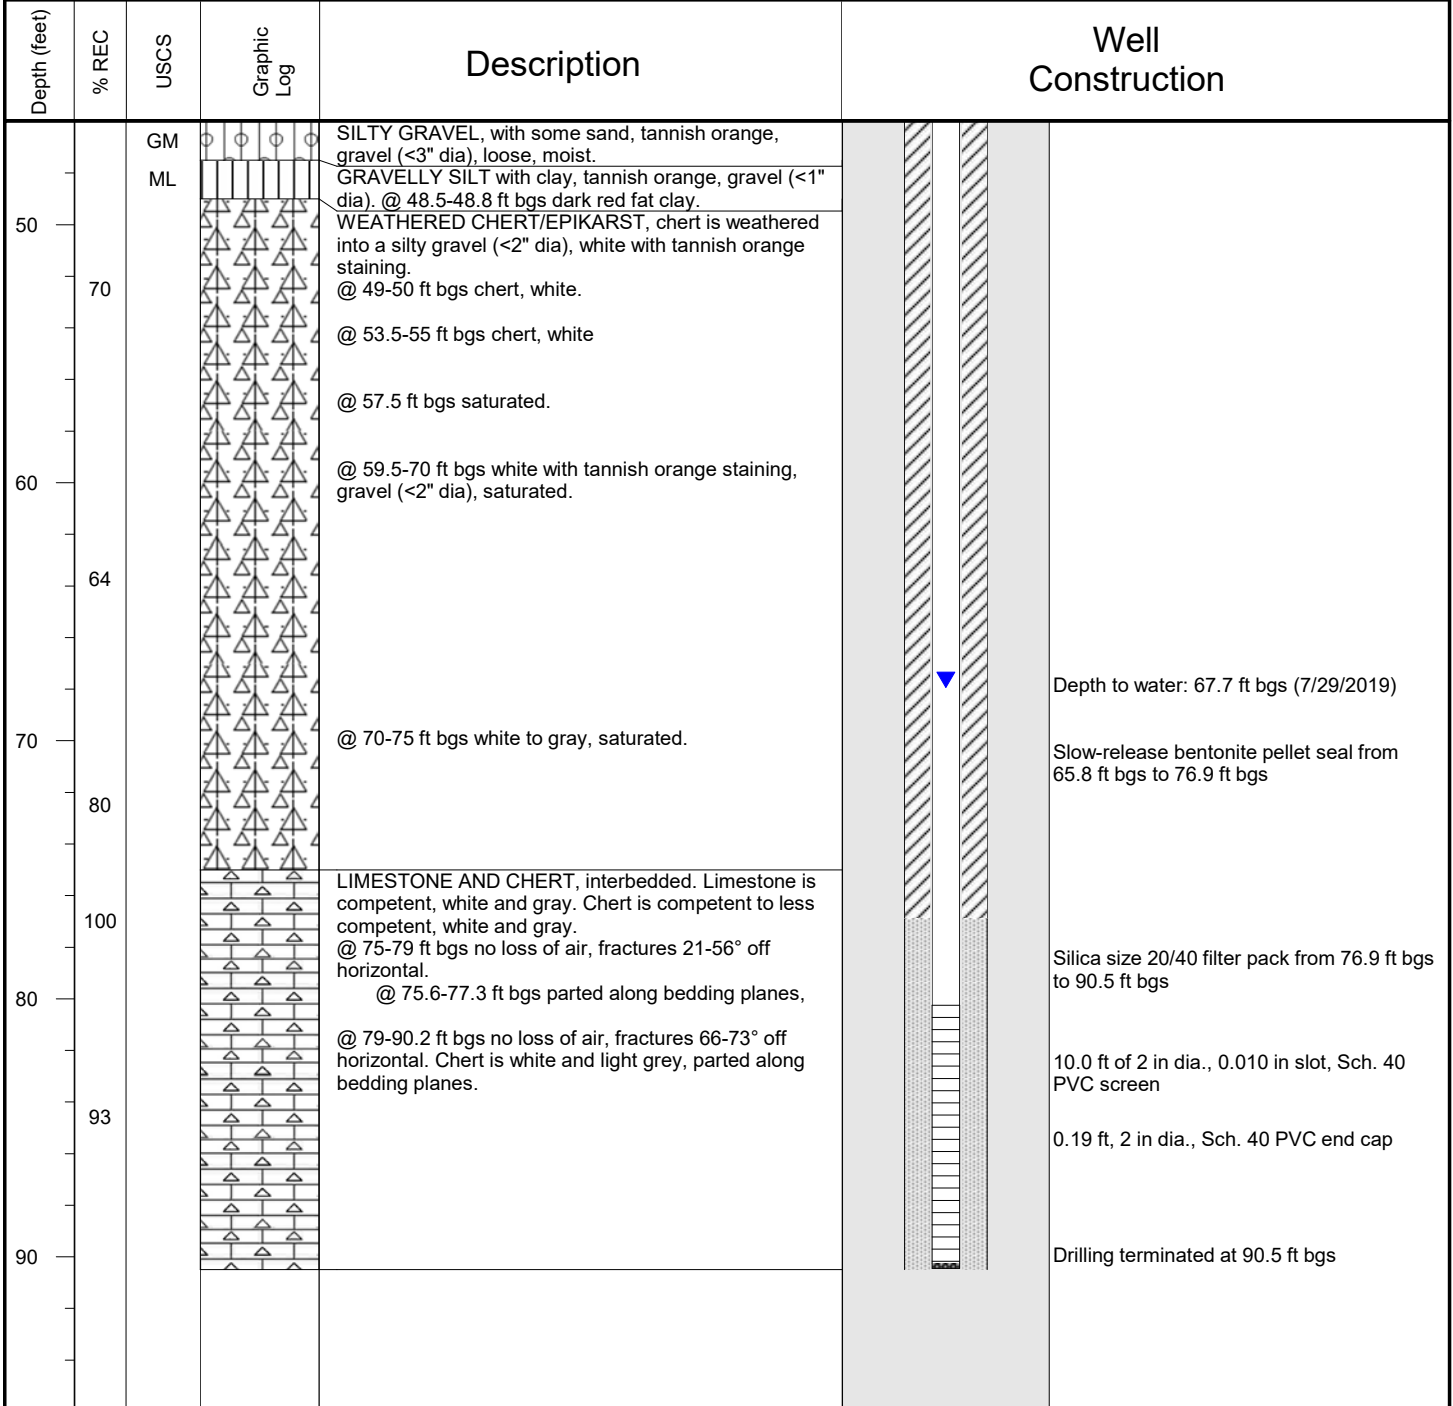 Depth (feet)
% REC
USCS
Graphic
Log
Description
Well
Construction
GM
SILTY GRAVEL, with some sand, tannish orange,
gravel (<3" dia), loose, moist.
ML
GRAVELLY SILT with clay, tannish orange, gravel (<1"
dia). @ 48.5-48.8 ft bgs dark red fat clay.
50
WEATHERED CHERT/EPIKARST, chert is weathered
into a silty gravel (<2" dia), white with tannish orange
staining.
70
@ 49-50 ft bgs chert, white.
@ 53.5-55 ft bgs chert, white
@ 57.5 ft bgs saturated.
60
@ 59.5-70 ft bgs white with tannish orange staining,
gravel (<2" dia), saturated.
64
Depth to water: 67.7 ft bgs (7/29/2019)
70
@ 70-75 ft bgs white to gray, saturated.
Slow-release bentonite pellet seal from
65.8 ft bgs to 76.9 ft bgs
80
LIMESTONE AND CHERT, interbedded. Limestone is
competent, white and gray. Chert is competent to less
competent, white and gray.
100
@ 75-79 ft bgs no loss of air, fractures 21-56° off
horizontal.
Silica size 20/40 filter pack from 76.9 ft bgs
to 90.5 ft bgs
80
@ 75.6-77.3 ft bgs parted along bedding planes,
@ 79-90.2 ft bgs no loss of air, fractures 66-73° off
horizontal. Chert is white and light grey, parted along
bedding planes.
10.0 ft of 2 in dia., 0.010 in slot, Sch. 40
PVC screen
93
0.19 ft, 2 in dia., Sch. 40 PVC end cap
90
Drilling terminated at 90.5 ft bgs